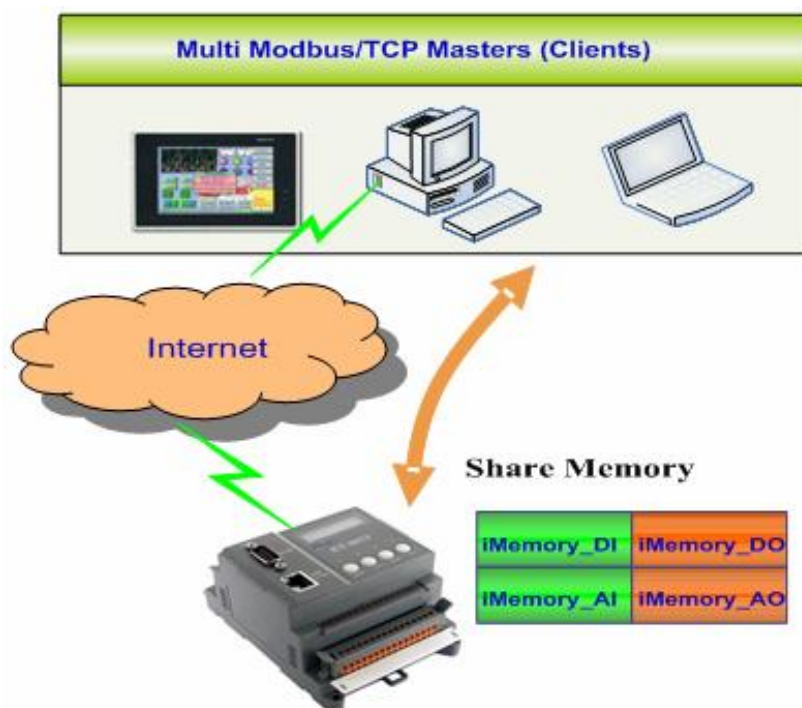 Multi Modbus/TCP Masters (Clients)
Internet
Share Memory
iMemory_DI iMemory_DO
iMemory_AI iMemory_AO